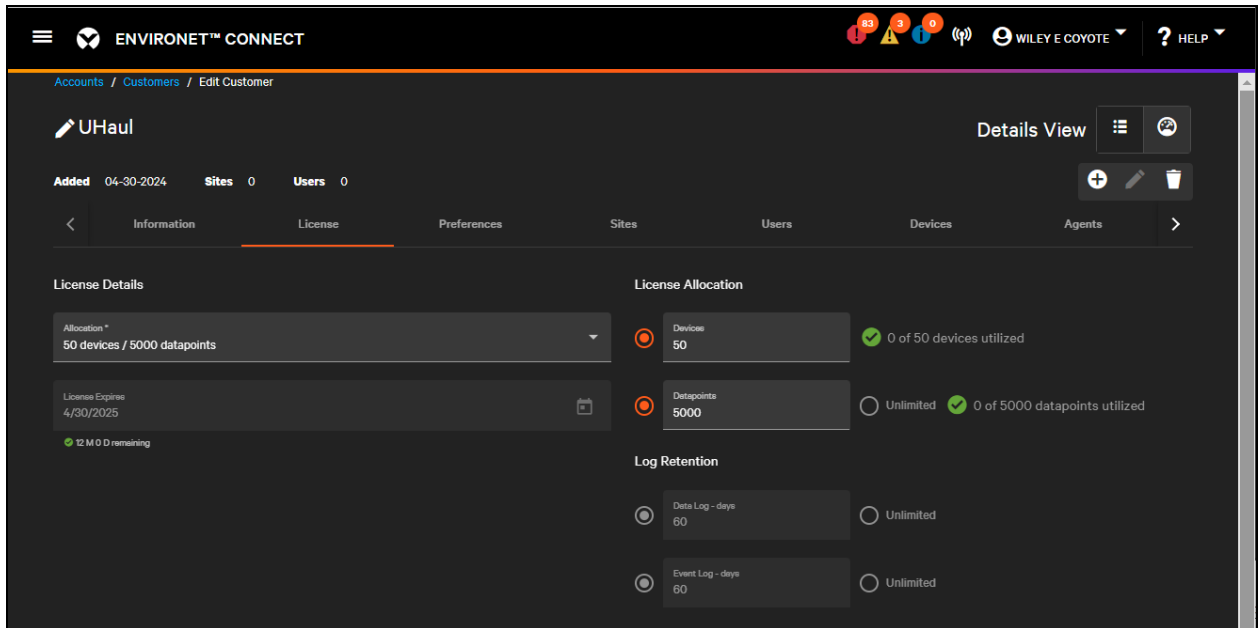 ENVIRONET™ CONNECT
83
3
0
WILEY E COYOTE
? HELP
Accounts / Customers / Edit Customer
UHaul
Details View
Added 04-30-2024 Sites 0 Users 0
Information License Preferences Sites Users Devices Agents
License Details
License Allocation
Allocation *
50 devices / 5000 datapoints
Devices
50
0 of 50 devices utilized
License Expires
4/30/2025
12 M 0 D remaining
Datapoints
5000
Unlimited
0 of 5000 datapoints utilized
Log Retention
Data Log - days
60
Unlimited
Event Log - days
60
Unlimited